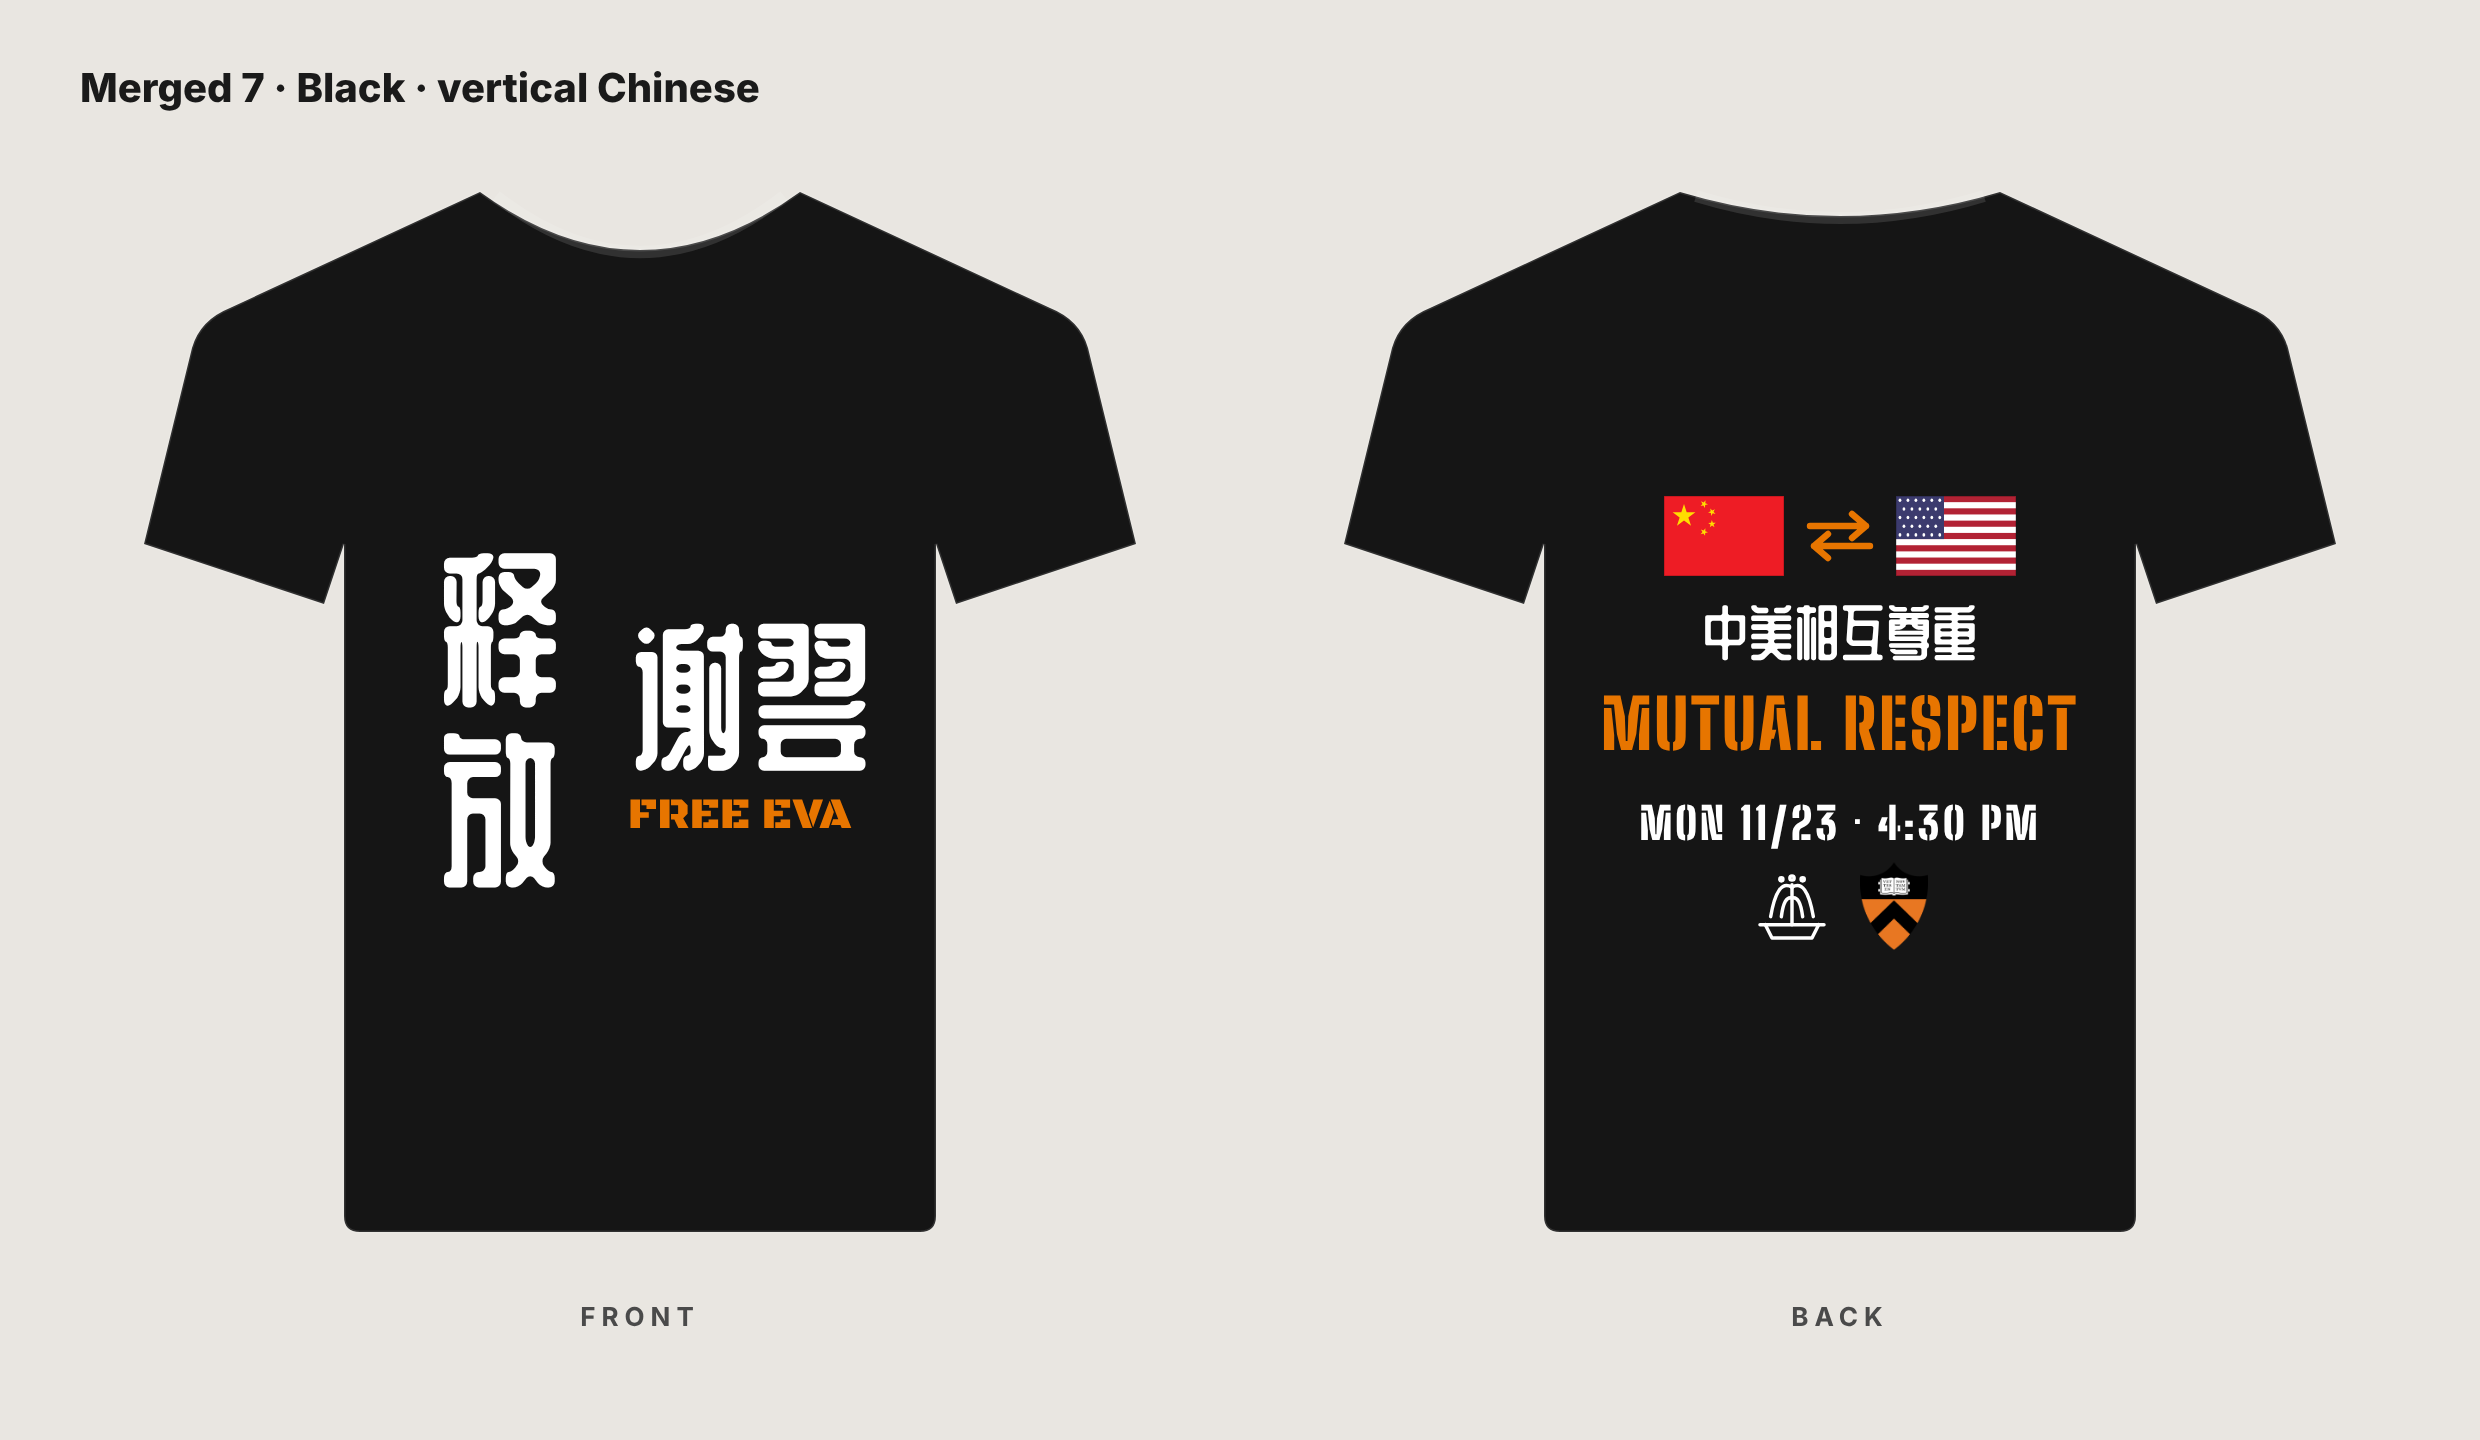 Merged 7 · Black · vertical Chinese
释放
谢翌
FREE EVA
中美相互尊重
MUTUAL RESPECT
MON 11/23 · 4:30 PM
FRONT
BACK